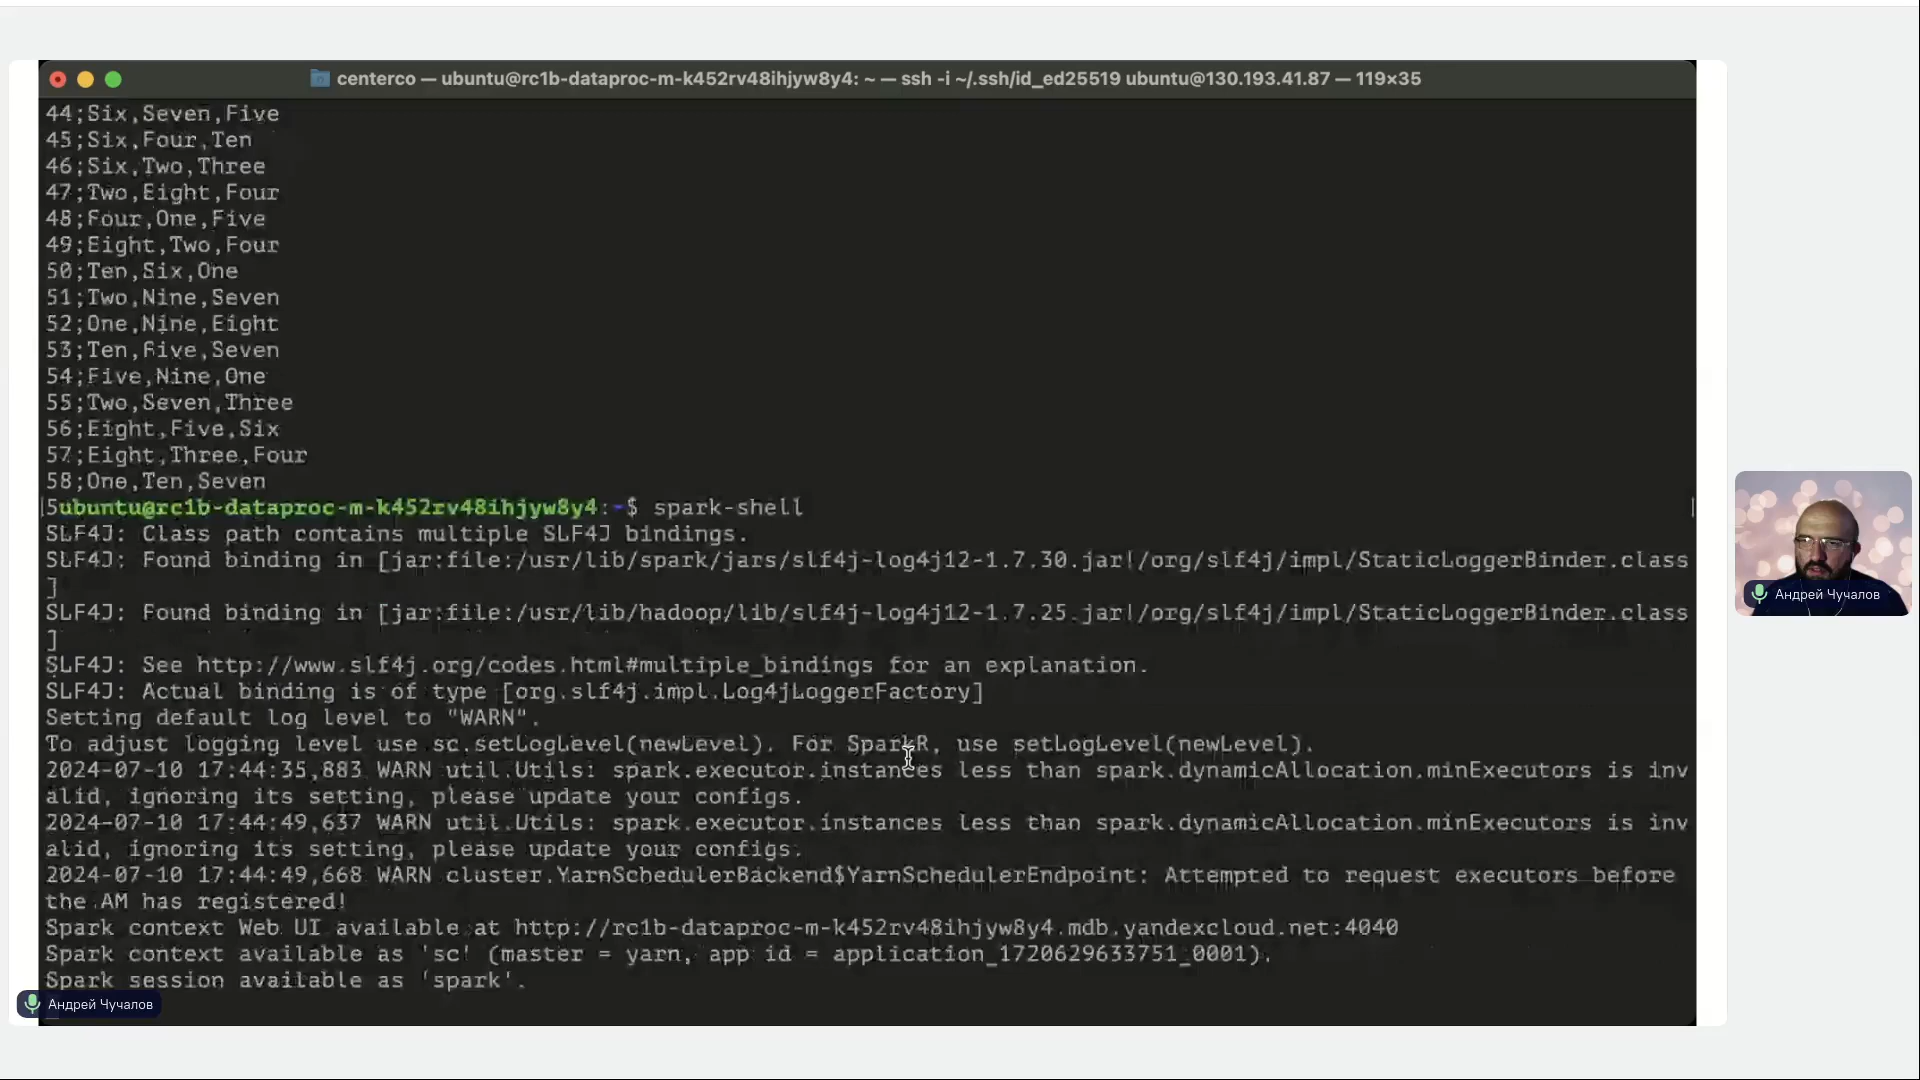 centerco — ubuntu@rc1b-dataproc-m-k452rv48ihjyw8y4: ~ — ssh -i ~/.ssh/id_ed25519 ubuntu@130.193.41.87 — 119×35
44;Six,Seven,Five
45;Six,Four,Ten
46;Six,Two,Three
47;Two,Eight,Four
48;Four,One,Five
49;Eight,Two,Four
50;Ten,Six,One
51;Two,Nine,Seven
52;One,Nine,Eight
53;Ten,Five,Seven
54;Five,Nine,One
55;Two,Seven,Three
56;Eight,Five,Six
57;Eight,Three,Four
58;One,Ten,Seven
5ubuntu@rc1b-dataproc-m-k452rv48ihjyw8y4:~$ spark-shell
SLF4J: Class path contains multiple SLF4J bindings.
SLF4J: Found binding in [jar:file:/usr/lib/spark/jars/slf4j-log4j12-1.7.30.jar!/org/slf4j/impl/StaticLoggerBinder.class
]
SLF4J: Found binding in [jar:file:/usr/lib/hadoop/lib/slf4j-log4j12-1.7.25.jar!/org/slf4j/impl/StaticLoggerBinder.class
]
SLF4J: See http://www.slf4j.org/codes.html#multiple_bindings for an explanation.
SLF4J: Actual binding is of type [org.slf4j.impl.Log4jLoggerFactory]
Setting default log level to "WARN".
To adjust logging level use sc.setLogLevel(newLevel). For SparkR, use setLogLevel(newLevel).
2024-07-10 17:44:35,883 WARN util.Utils: spark.executor.instances less than spark.dynamicAllocation.minExecutors is inv
alid, ignoring its setting, please update your configs.
2024-07-10 17:44:49,637 WARN util.Utils: spark.executor.instances less than spark.dynamicAllocation.minExecutors is inv
alid, ignoring its setting, please update your configs.
2024-07-10 17:44:49,668 WARN cluster.YarnSchedulerBackend$YarnSchedulerEndpoint: Attempted to request executors before
the AM has registered!
Spark context Web UI available at http://rc1b-dataproc-m-k452rv48ihjyw8y4.mdb.yandexcloud.net:4040
Spark context available as 'sc' (master = yarn, app id = application_1720629633751_0001).
Spark session available as 'spark'.
Андрей Чучалов
Андрей Чучалов